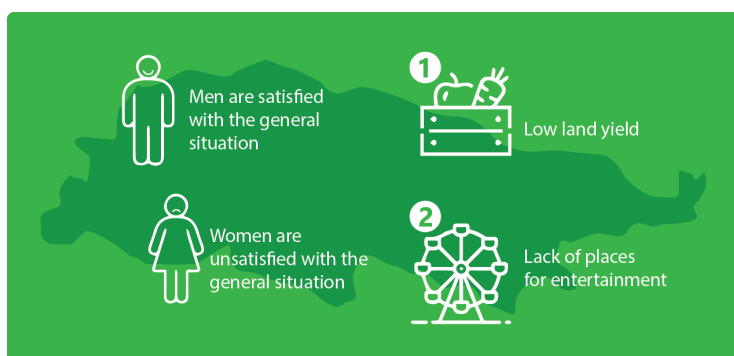 Men are satisfied
with the general
situation
Women are
unsatisfied with the
general situation
1
Low land yield
2
Lack of places
for entertainment